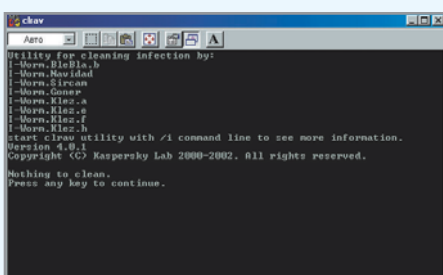 ckav
Авто
A
Utility for cleaning infection by:
I-Worm.BleBla.b
I-Worm.Navidad
I-Worm.Sircam
I-Worm.Goner
I-Worm.Klez.a
I-Worm.Klez.e
I-Worm.Klez.f
I-Worm.Klez.h
start clrav utility with /i command line to see more information.
Version 4.0.1
Copyright (C) Kaspersky Lab 2000-2002. All rights reserved.
Nothing to clean.
Press any key to continue.